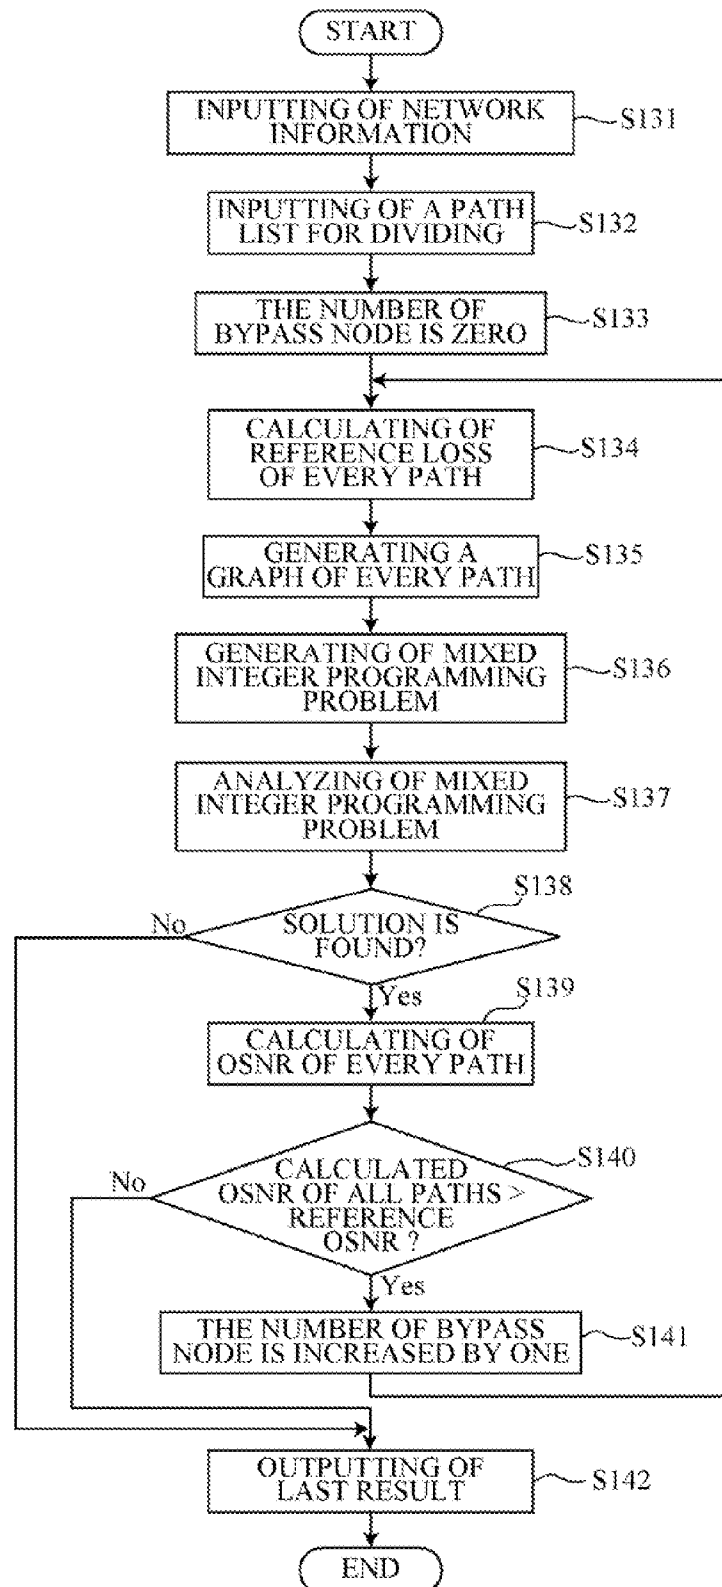 START
INPUTTING OF NETWORK
INFORMATION
S131
INPUTTING OF A PATH
LIST FOR DIVIDING
S132
THE NUMBER OF
BYPASS NODE IS ZERO
S133
CALCULATING OF
REFERENCE LOSS
OF EVERY PATH
S134
GENERATING A
GRAPH OF EVERY PATH
S135
GENERATING OF MIXED
INTEGER PROGRAMMING
PROBLEM
S136
ANALYZING OF MIXED
INTEGER PROGRAMMING
PROBLEM
S137
S138
No
SOLUTION IS
FOUND?
Yes
S139
CALCULATING OF
OSNR OF EVERY PATH
S140
No
CALCULATED
OSNR OF ALL PATHS >
REFERENCE
OSNR ?
Yes
THE NUMBER OF BYPASS
NODE IS INCREASED BY ONE
S141
OUTPUTTING OF
LAST RESULT
S142
END